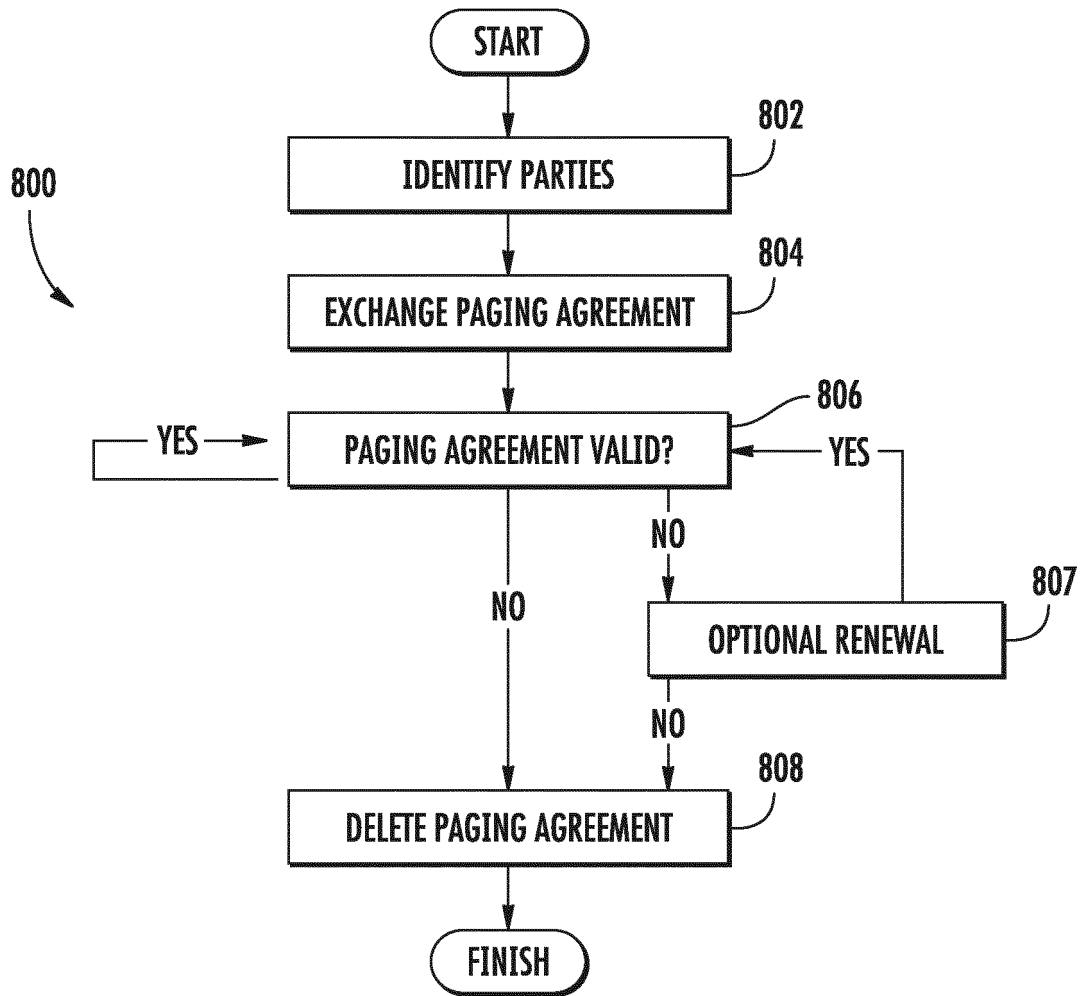 START
802
IDENTIFY PARTIES
800
804
EXCHANGE PAGING AGREEMENT
806
YES
PAGING AGREEMENT VALID?
YES
NO
NO
807
OPTIONAL RENEWAL
NO
808
DELETE PAGING AGREEMENT
FINISH